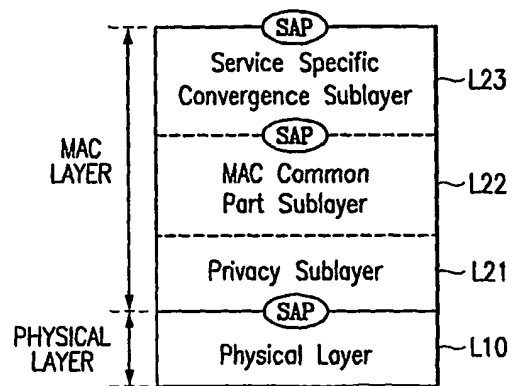 SAP
Service Specific
Convergence Sublayer
L23
SAP
MAC
LAYER
MAC Common
Part Sublayer
L22
Privacy Sublayer
L21
SAP
PHYSICAL
LAYER
Physical Layer
L10